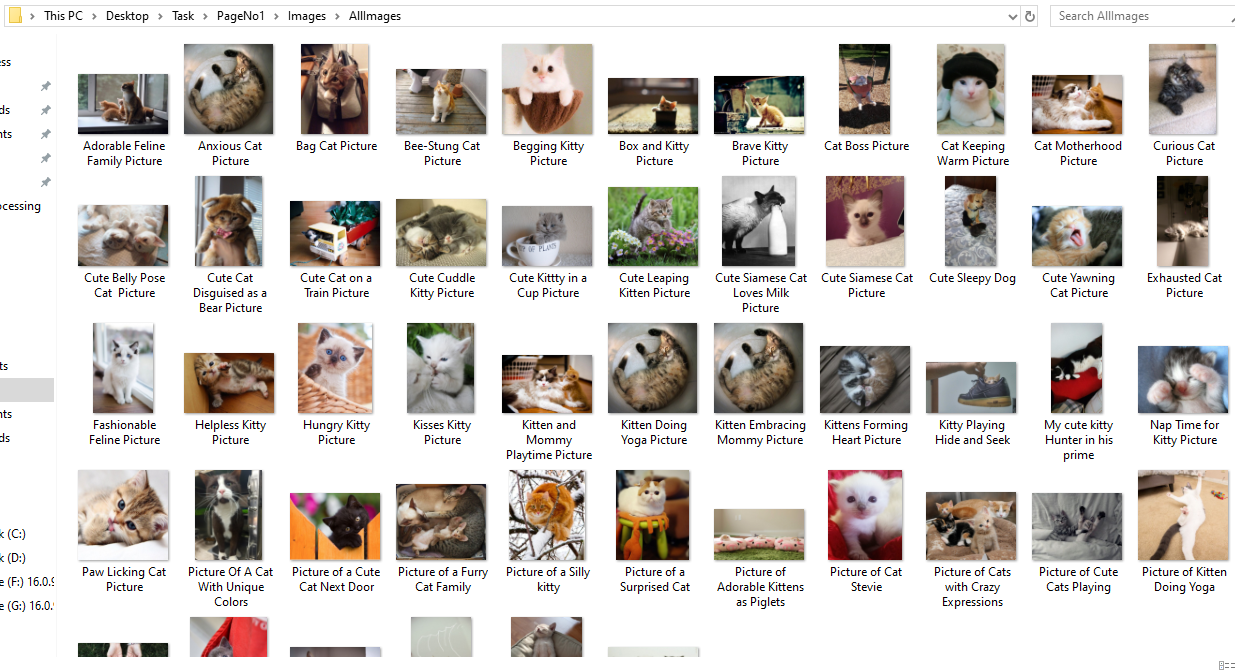 This PC > Desktop > Task > PageNo1 > Images > AllImages
Search AllImages
ess
ds
nts
ocessing
ts
nts
ds
k (C:)
k (D:)
e (F:) 16.0.9
e (G:) 16.0.
Adorable Feline
Family Picture
Anxious Cat
Picture
Bag Cat Picture
Bee-Stung Cat
Picture
Begging Kitty
Picture
Box and Kitty
Picture
Brave Kitty
Picture
Cat Boss Picture
Cat Keeping
Warm Picture
Cat Motherhood
Picture
Curious Cat
Picture
Cute Belly Pose
Cat  Picture
Cute Cat
Disguised as a
Bear Picture
Cute Cat on a
Train Picture
Cute Cuddle
Kitty Picture
Cute Kittty in a
Cup Picture
Cute Leaping
Kitten Picture
Cute Siamese Cat
Loves Milk
Picture
Cute Siamese Cat
Picture
Cute Sleepy Dog
Cute Yawning
Cat Picture
Exhausted Cat
Picture
Fashionable
Feline Picture
Helpless Kitty
Picture
Hungry Kitty
Picture
Kisses Kitty
Picture
Kitten and
Mommy
Playtime Picture
Kitten Doing
Yoga Picture
Kitten Embracing
Mommy Picture
Kittens Forming
Heart Picture
Kitty Playing
Hide and Seek
My cute kitty
Hunter in his
prime
Nap Time for
Kitty Picture
Paw Licking Cat
Picture
Picture Of A Cat
With Unique
Colors
Picture of a Cute
Cat Next Door
Picture of a Furry
Cat Family
Picture of a Silly
kitty
Picture of a
Surprised Cat
Picture of
Adorable Kittens
as Piglets
Picture of Cat
Stevie
Picture of Cats
with Crazy
Expressions
Picture of Cute
Cats Playing
Picture of Kitten
Doing Yoga